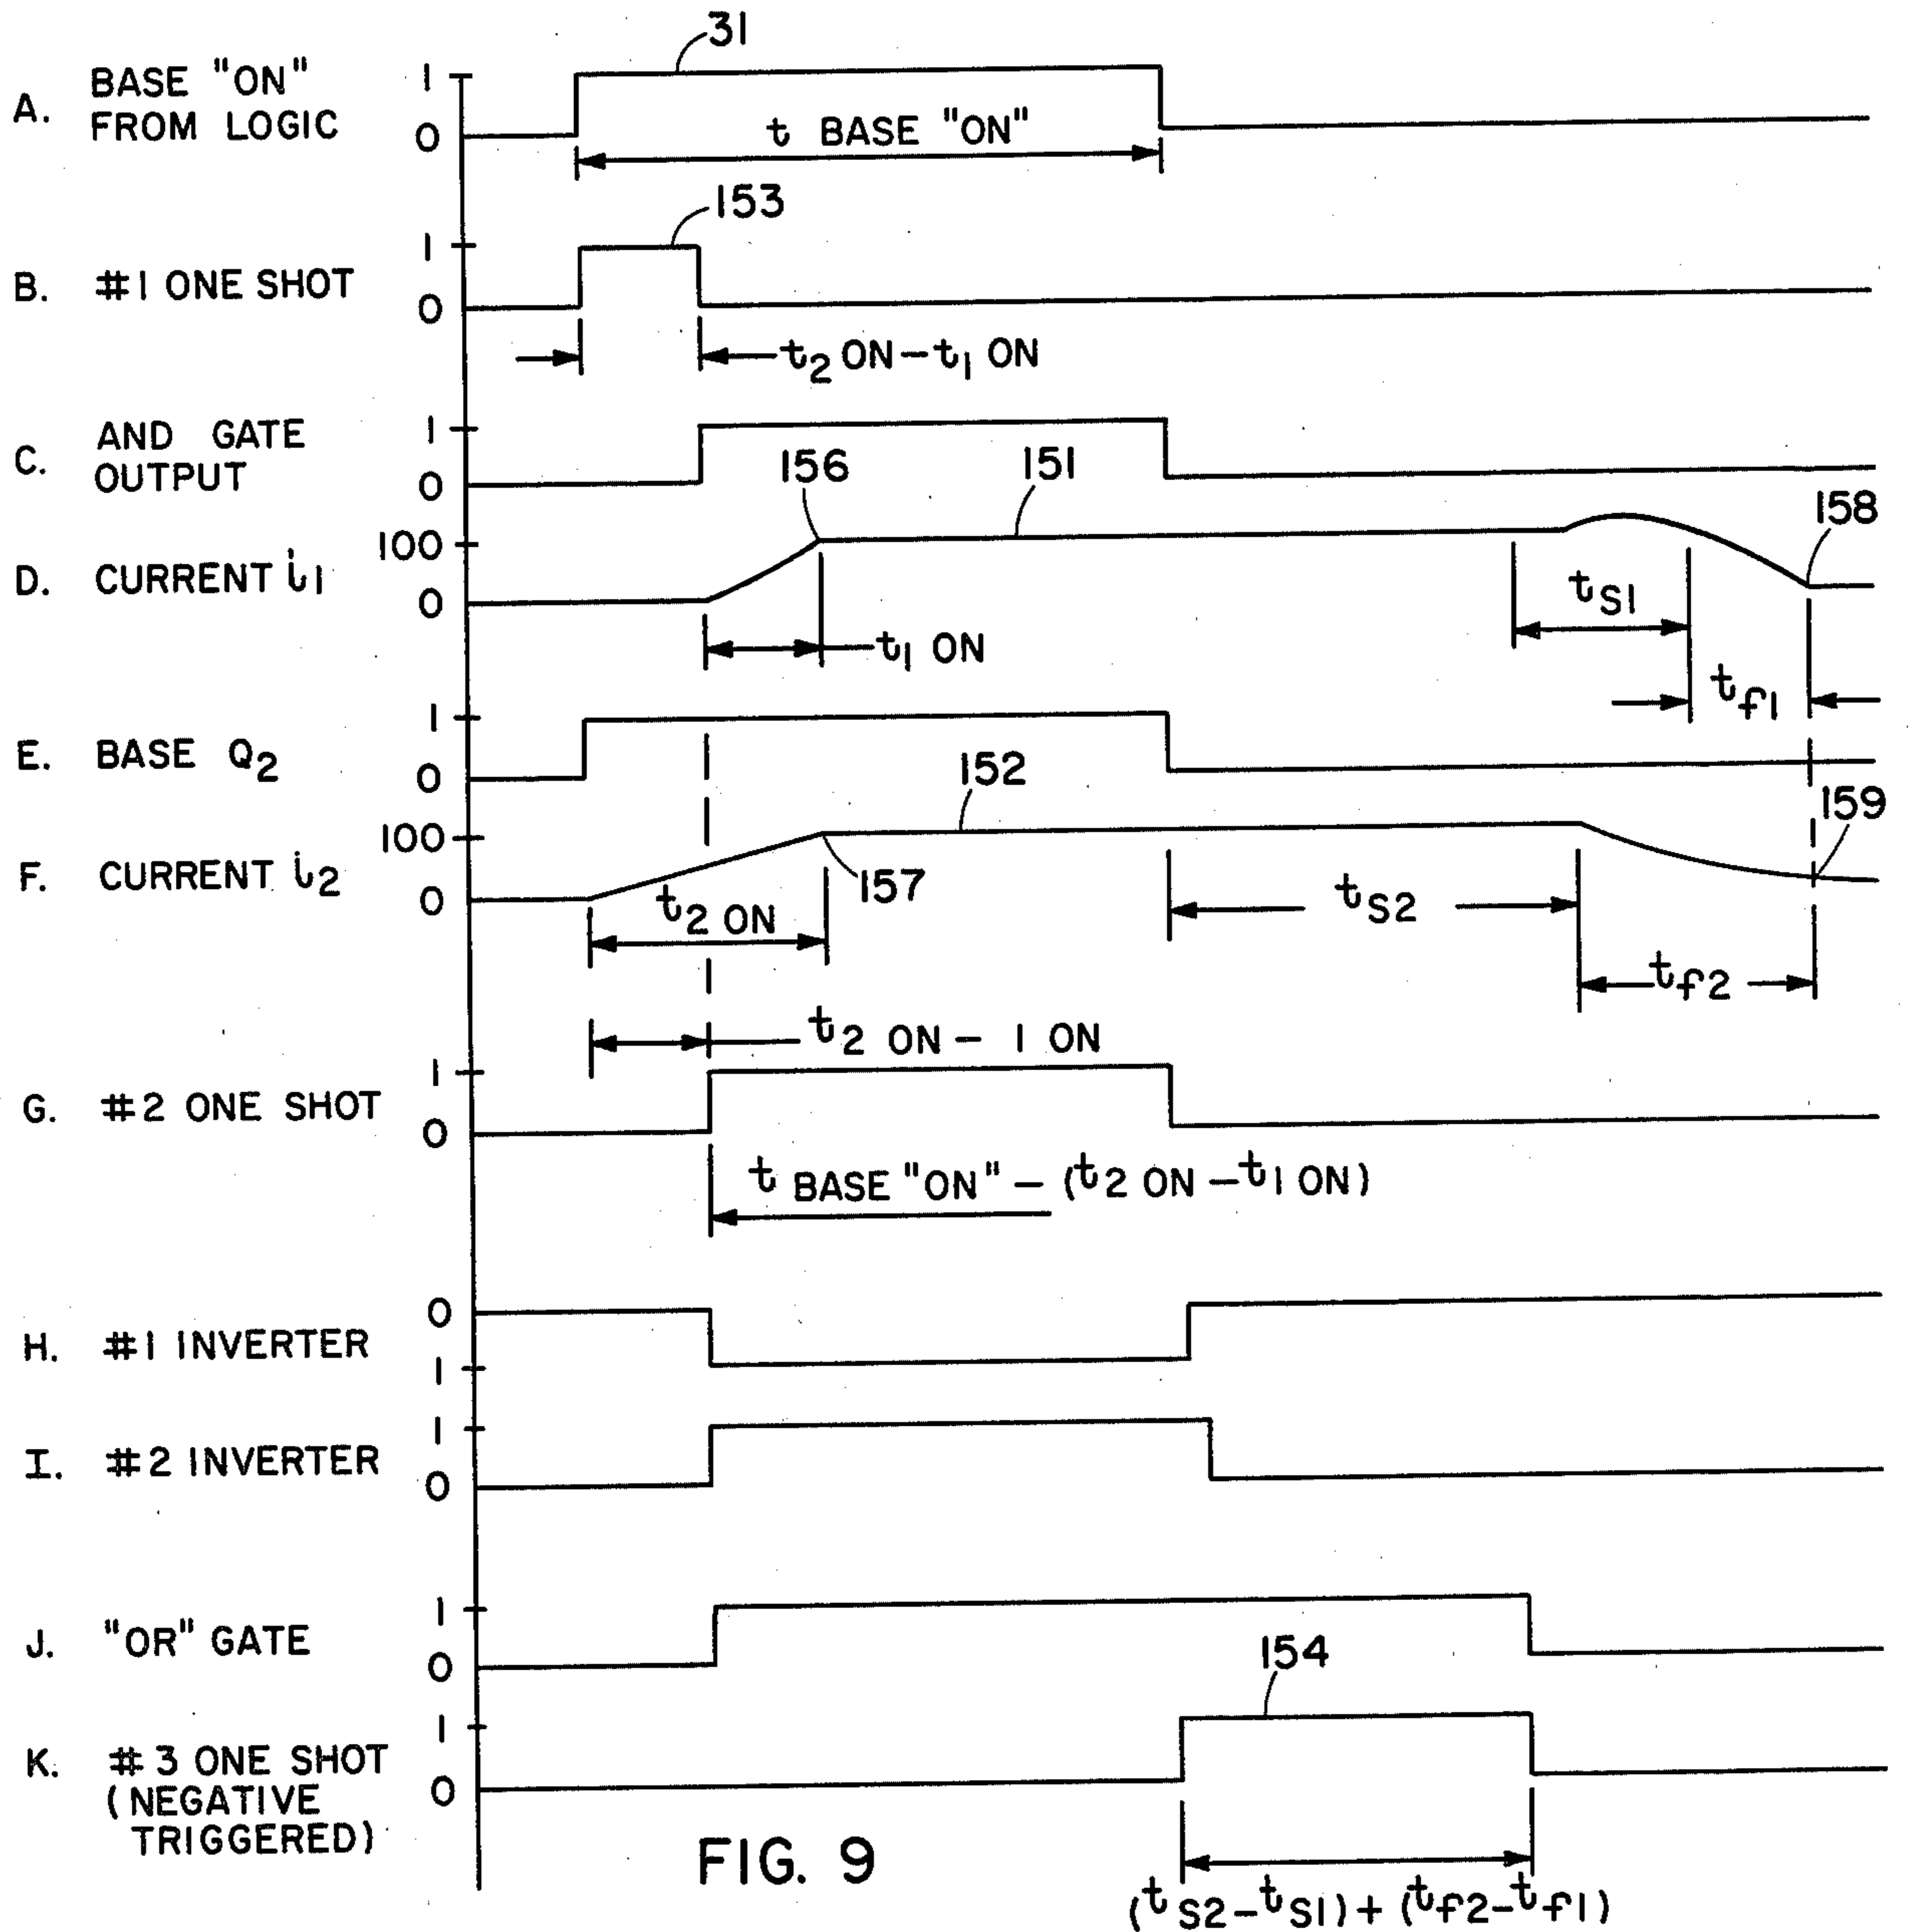 31
A. BASE "ON"
FROM LOGIC
1
0
t BASE "ON"
153
B. #1 ONE SHOT
1
0
t2 ON-t1 ON
C. AND GATE
OUTPUT
1
0
156
151
158
D. CURRENT i1
100
0
t1 ON
tS1
tf1
E. BASE Q2
1
0
152
159
F. CURRENT i2
100
0
157
t2 ON
tS2
tf2
t2 ON - 1 ON
G. #2 ONE SHOT
1
0
t BASE "ON" - (t2 ON - t1 ON)
H. #1 INVERTER
0
1
I. #2 INVERTER
1
0
J. "OR" GATE
1
0
154
K. #3 ONE SHOT
(NEGATIVE
TRIGGERED)
1
0
(tS2-tS1)+(tf2-tf1)
FIG. 9